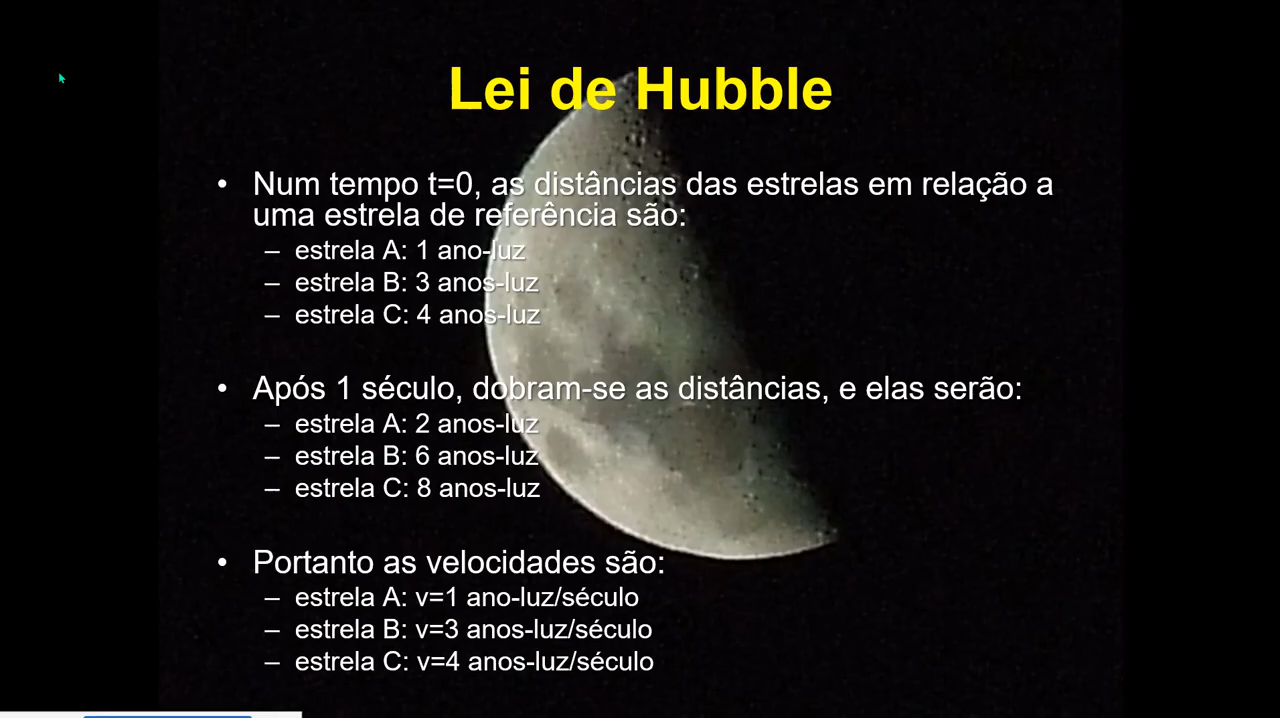 Lei de Hubble
• Num tempo t=0, as distâncias das estrelas em relação a
uma estrela de referência são:
– estrela A: 1 ano-luz
– estrela B: 3 anos-luz
– estrela C: 4 anos-luz
• Após 1 século, dobram-se as distâncias, e elas serão:
– estrela A: 2 anos-luz
– estrela B: 6 anos-luz
– estrela C: 8 anos-luz
• Portanto as velocidades são:
– estrela A: v=1 ano-luz/século
– estrela B: v=3 anos-luz/século
– estrela C: v=4 anos-luz/século